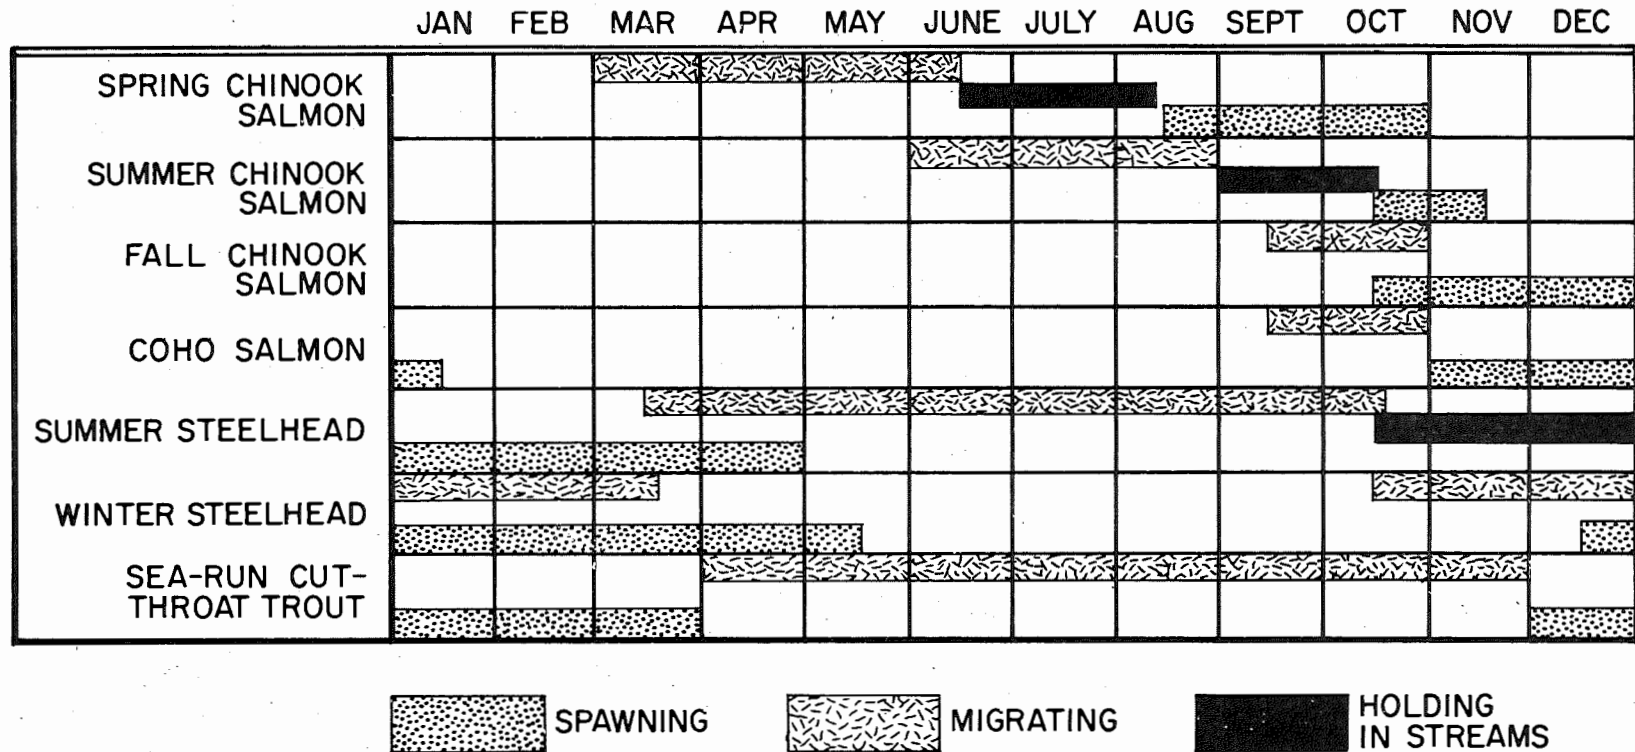 JAN FEB MAR APR MAY JUNE JULY AUG SEPT OCT NOV DEC
SPRING CHINOOK
SALMON
SUMMER CHINOOK
SALMON
FALL CHINOOK
SALMON
COHO SALMON
SUMMER STEELHEAD
WINTER STEELHEAD
SEA-RUN CUT-
THROAT TROUT
SPAWNING
MIGRATING
HOLDING
IN STREAMS